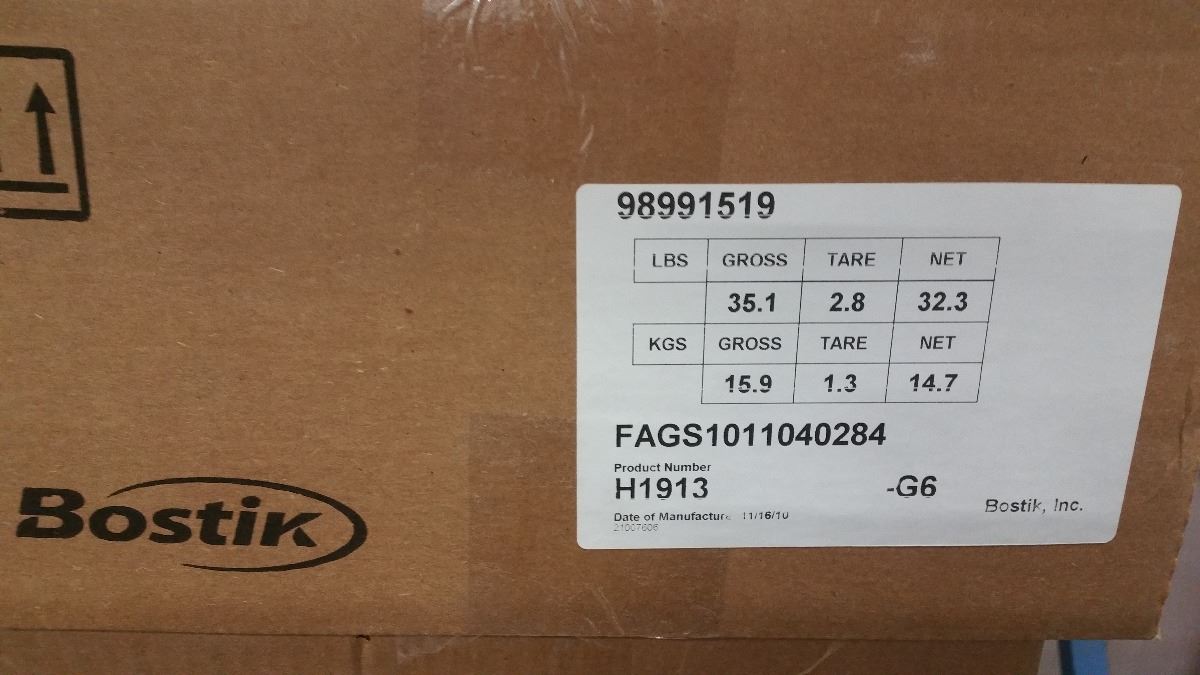 98991519
LBS GROSS TARE NET
35.1 2.8 32.3
KGS GROSS TARE NET
15.9 1.3 14.7
FAGS1011040284
Product Number
H1913 -G6
Bostik, Inc.
Date of Manufacture 11/16/10
21007606
Bostik